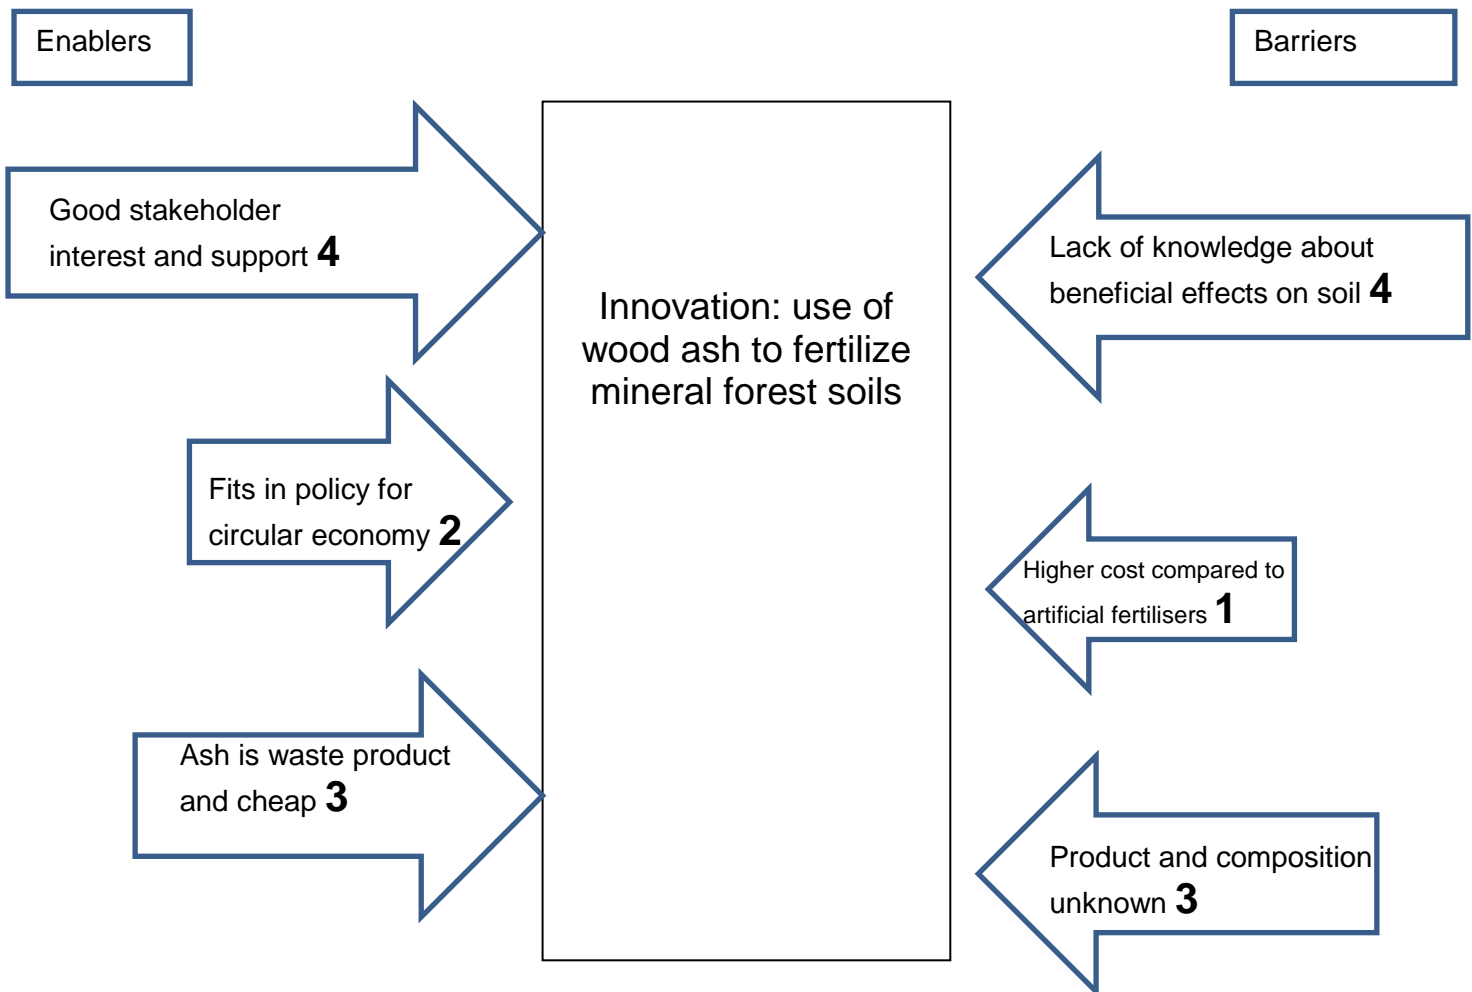 Enablers
Barriers
Good stakeholder
interest and support 4
Fits in policy for
circular economy 2
Ash is waste product
and cheap 3
Innovation: use of
wood ash to fertilize
mineral forest soils
Lack of knowledge about
beneficial effects on soil 4
Higher cost compared to
artificial fertilisers 1
Product and composition
unknown 3